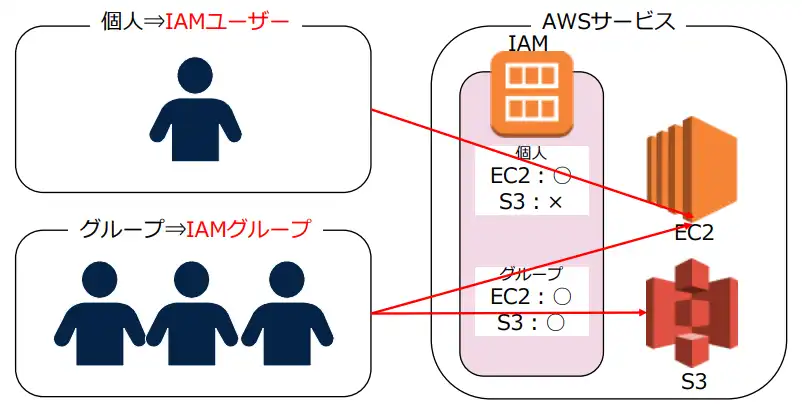 個人⇒IAMユーザー
AWSサービス
IAM
個人
EC2：〇
S3：×
EC2
グループ⇒IAMグループ
グループ
EC2：〇
S3：〇
S3